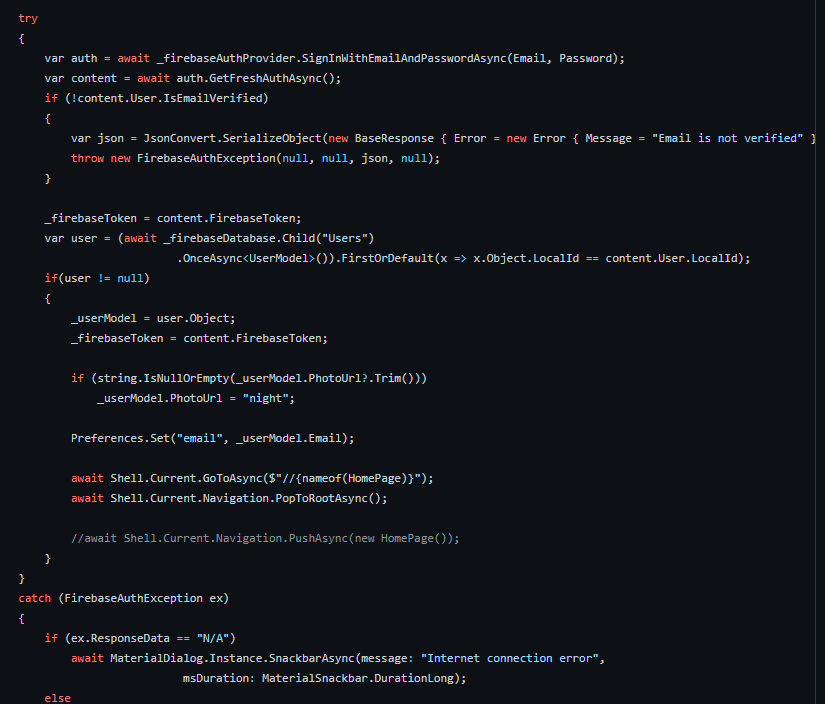 try
{
    var auth = await _firebaseAuthProvider.SignInWithEmailAndPasswordAsync(Email, Password);
    var content = await auth.GetFreshAuthAsync();
    if (!content.User.IsEmailVerified)
    {
        var json = JsonConvert.SerializeObject(new BaseResponse { Error = new Error { Message = "Email is not verified" }
        throw new FirebaseAuthException(null, null, json, null);
    }

    _firebaseToken = content.FirebaseToken;
    var user = (await _firebaseDatabase.Child("Users")
                        .OnceAsync<UserModel>()).FirstOrDefault(x => x.Object.LocalId == content.User.LocalId);
    if(user != null)
    {
        _userModel = user.Object;
        _firebaseToken = content.FirebaseToken;

        if (string.IsNullOrEmpty(_userModel.PhotoUrl?.Trim()))
            _userModel.PhotoUrl = "night";

        Preferences.Set("email", _userModel.Email);

        await Shell.Current.GoToAsync($"//{nameof(HomePage)}");
        await Shell.Current.Navigation.PopToRootAsync();

        //await Shell.Current.Navigation.PushAsync(new HomePage());
    }
}
catch (FirebaseAuthException ex)
{
    if (ex.ResponseData == "N/A")
        await MaterialDialog.Instance.SnackbarAsync(message: "Internet connection error",
                         msDuration: MaterialSnackbar.DurationLong);
    else